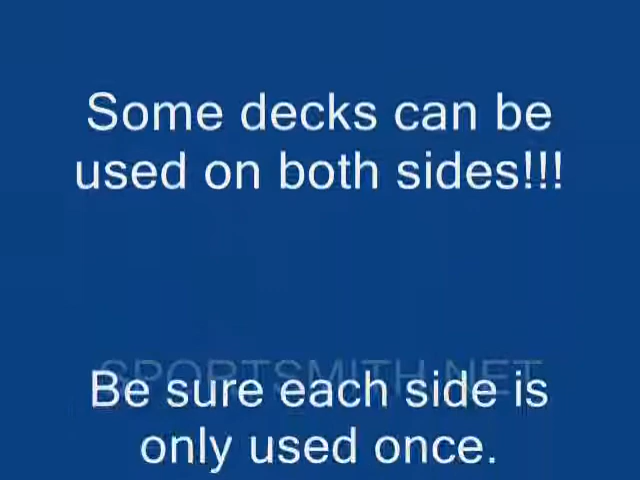 Some decks can be
used on both sides!!!
SPORTSMITH.NET
Be sure each side is
only used once.